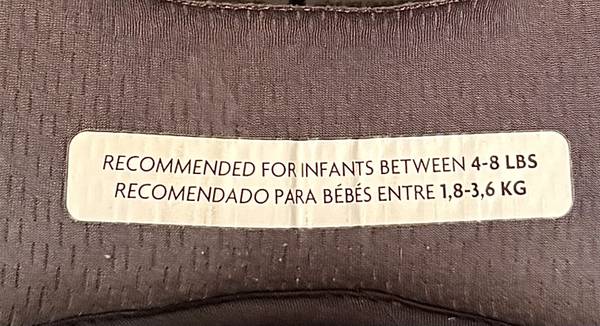 RECOMMENDED FOR INFANTS BETWEEN 4-8 LBS
RECOMENDADO PARA BÉBÉS ENTRE 1,8-3,6 KG